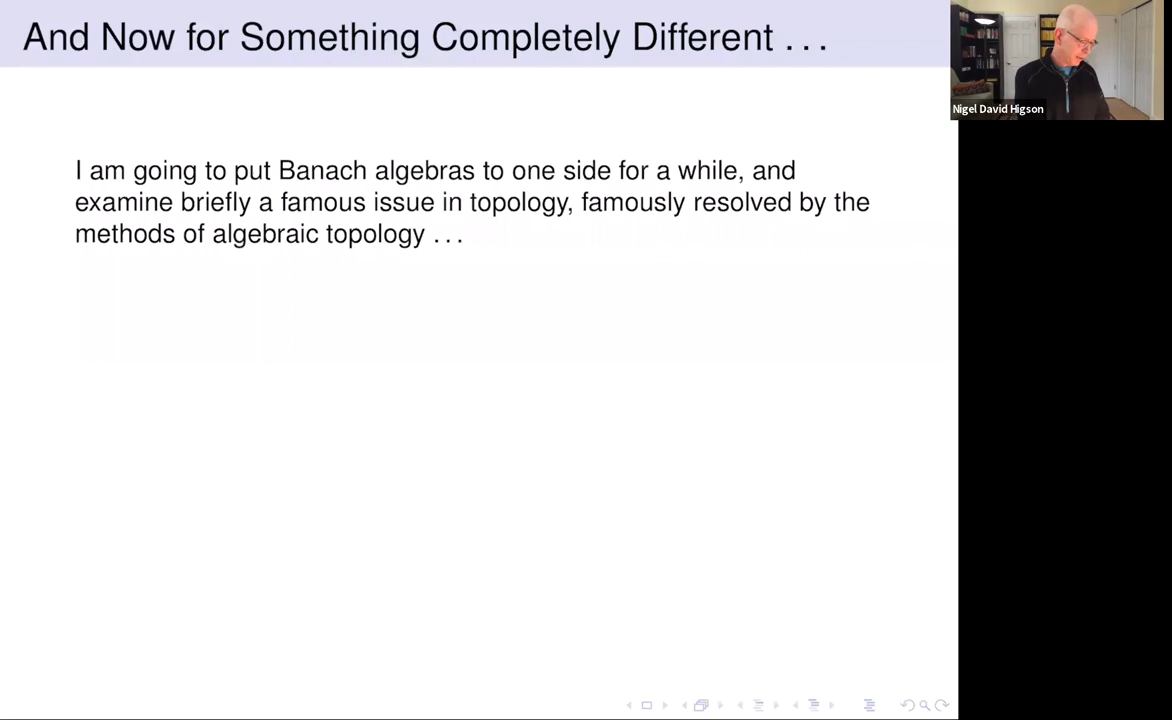 And Now for Something Completely Different . . .
Nigel David Higson
I am going to put Banach algebras to one side for a while, and
examine briefly a famous issue in topology, famously resolved by the
methods of algebraic topology . . .